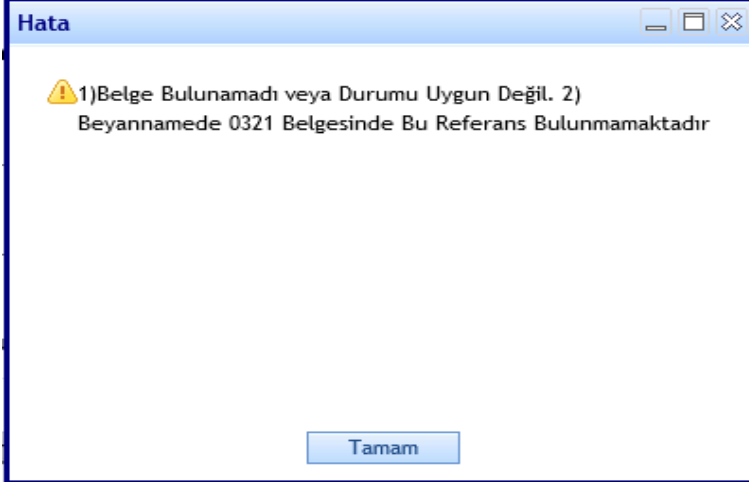 Hata
1)Belge Bulunamadı veya Durumu Uygun Değil. 2)
Beyannamede 0321 Belgesinde Bu Referans Bulunmamaktadır
Tamam